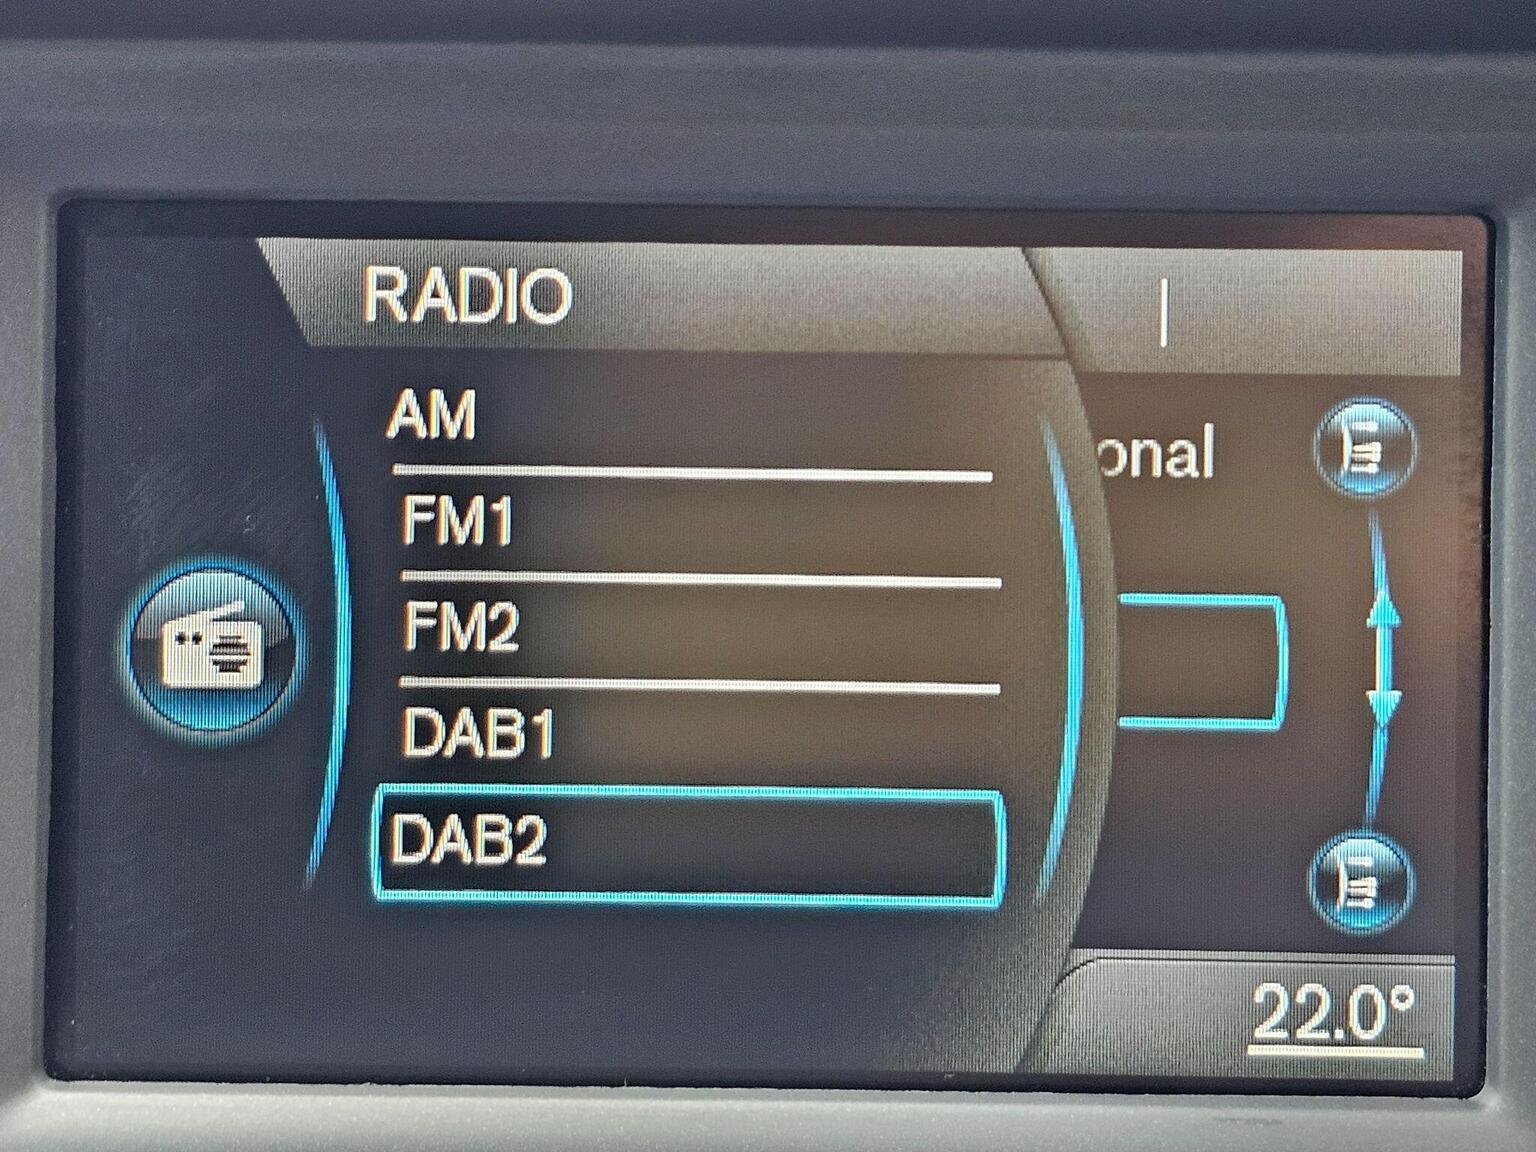 RADIO
AM
onal
FM1
FM2
DAB1
DAB2
22.0°